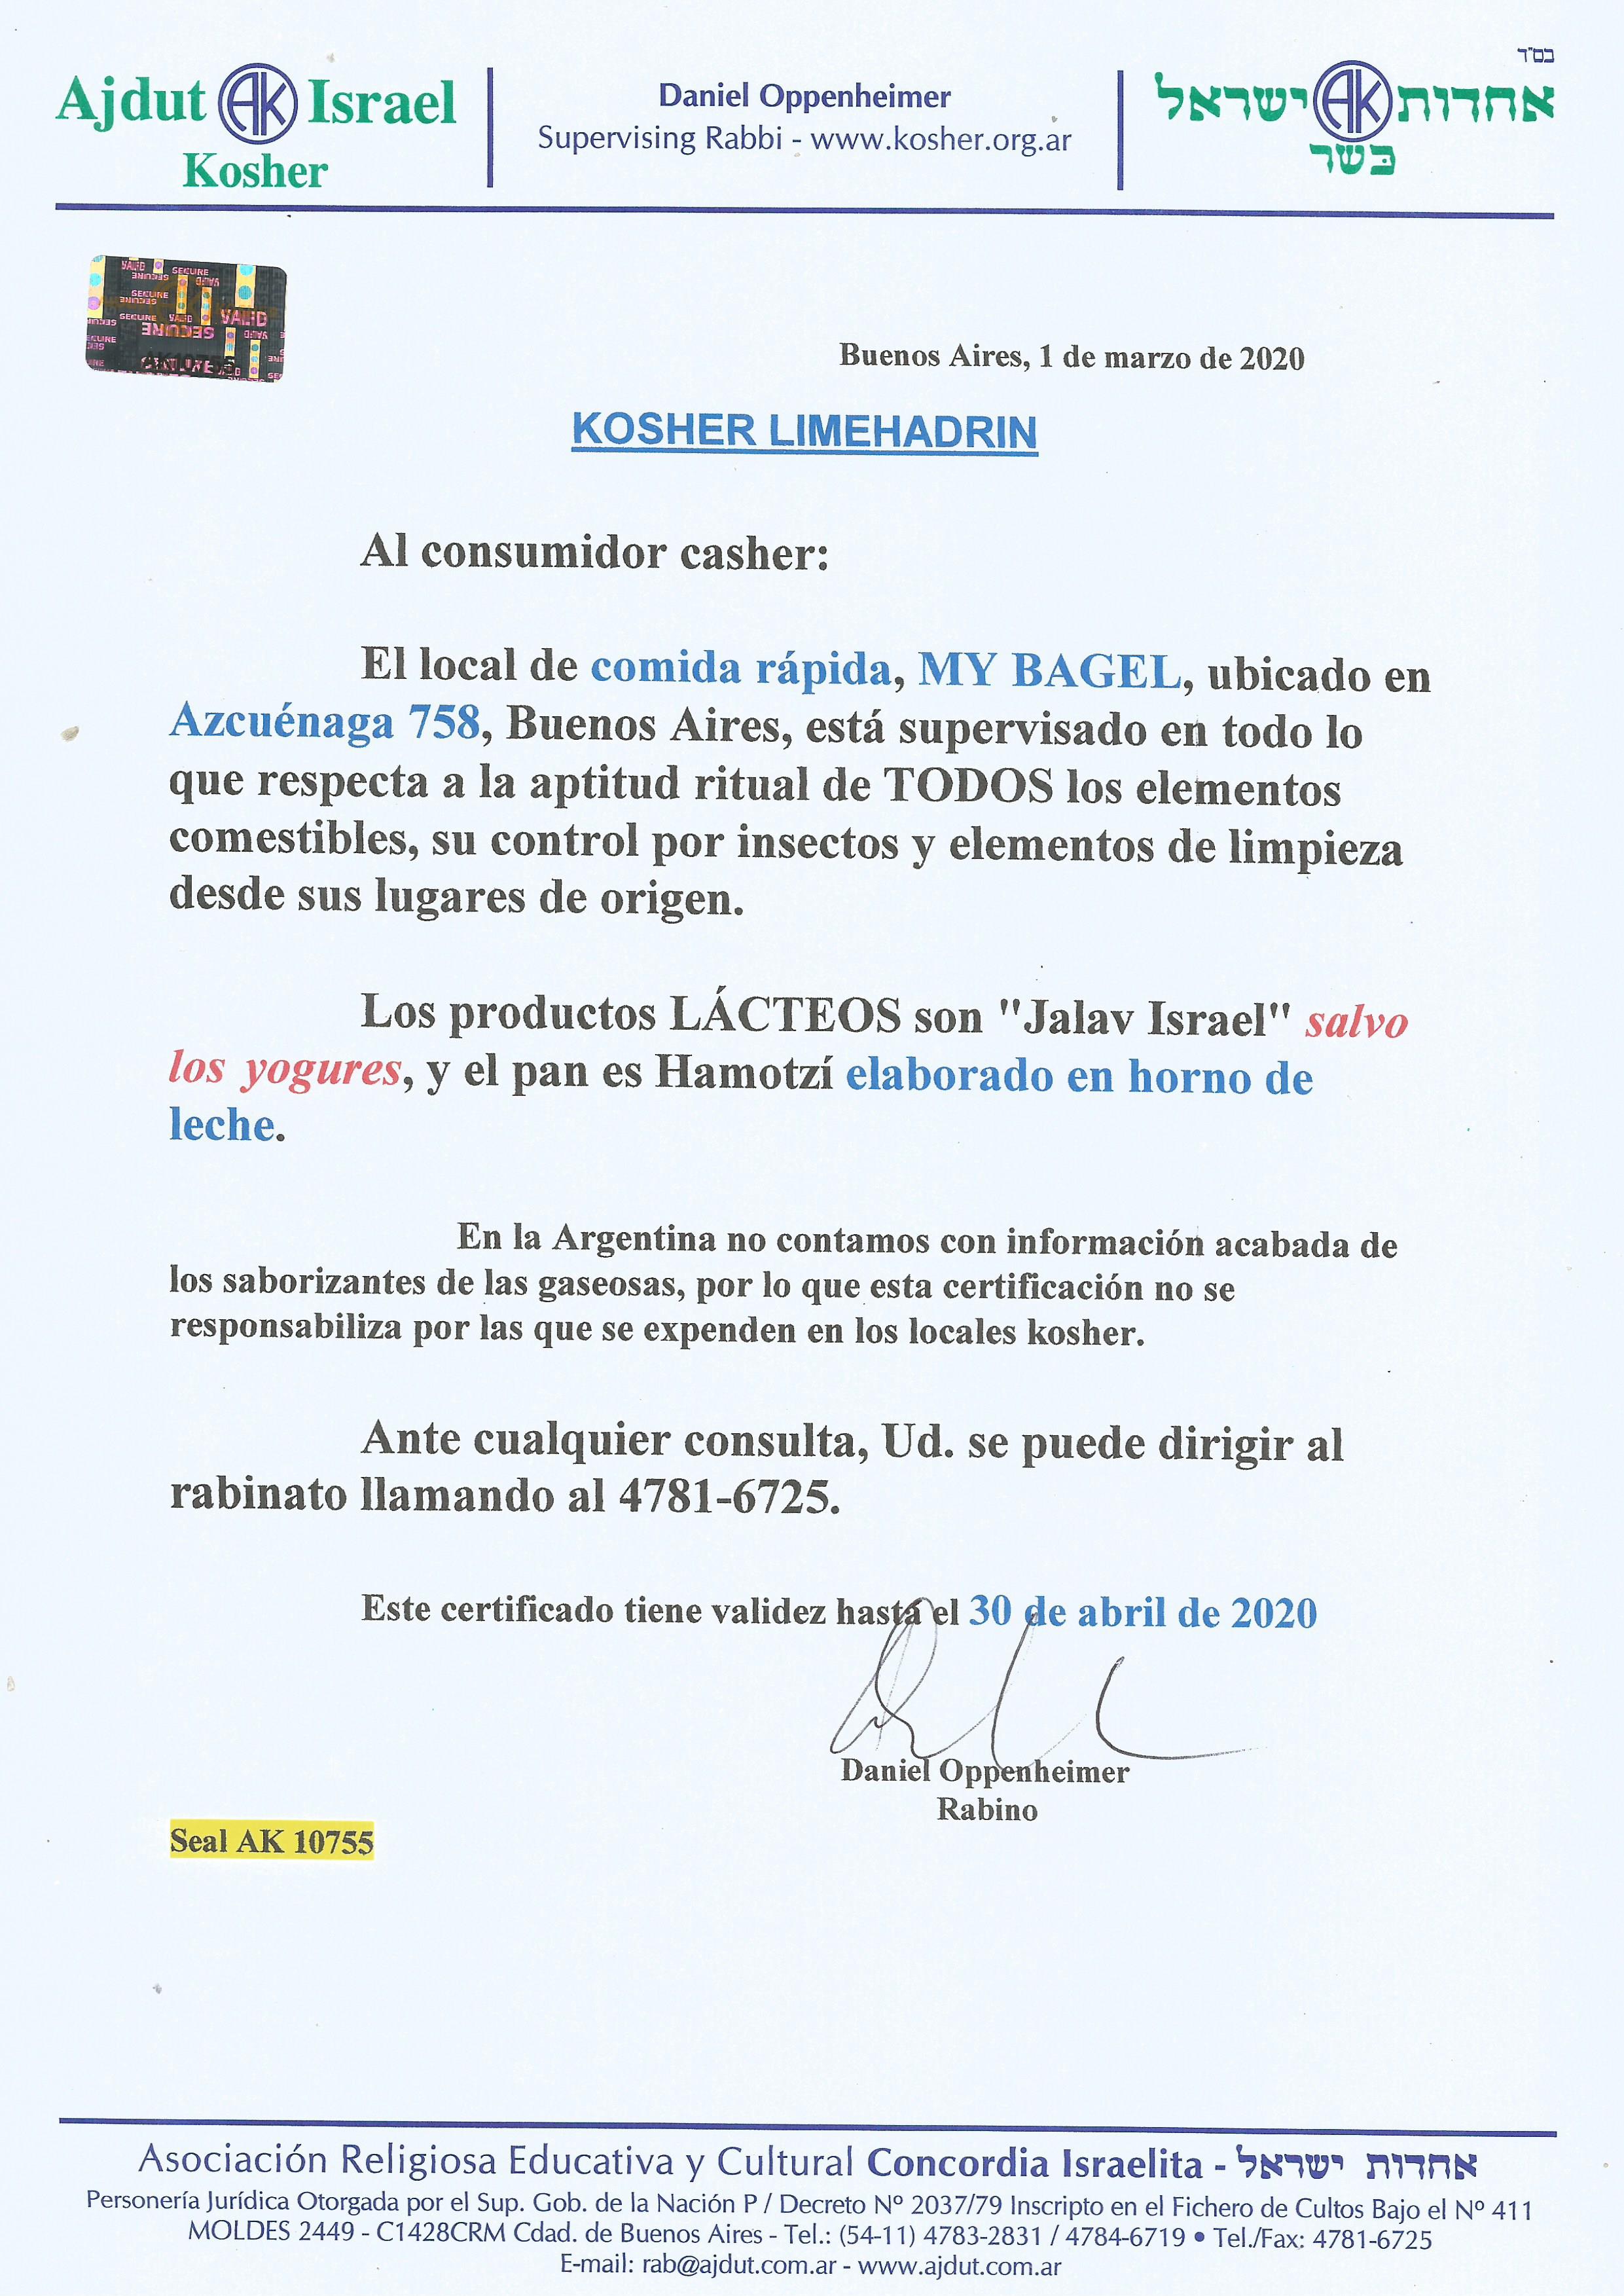 בס"ד
Ajdut AK Israel
Kosher
Daniel Oppenheimer
Supervising Rabbi - www.kosher.org.ar
אחדות AK ישראל
כשר
VALID SECURE
AK10755
Buenos Aires, 1 de marzo de 2020
KOSHER LIMEHADRIN
Al consumidor casher:
El local de comida rápida, MY BAGEL, ubicado en
Azcuénaga 758, Buenos Aires, está supervisado en todo lo
que respecta a la aptitud ritual de TODOS los elementos
comestibles, su control por insectos y elementos de limpieza
desde sus lugares de origen.
Los productos LÁCTEOS son "Jalav Israel" salvo
los yogures, y el pan es Hamotzí elaborado en horno de
leche.
En la Argentina no contamos con información acabada de
los saborizantes de las gaseosas, por lo que esta certificación no se
responsabiliza por las que se expenden en los locales kosher.
Ante cualquier consulta, Ud. se puede dirigir al
rabinato llamando al 4781-6725.
Este certificado tiene validez hasta el 30 de abril de 2020
Daniel Oppenheimer
Rabino
Seal AK 10755
Asociación Religiosa Educativa y Cultural Concordia Israelita - אחדות ישראל
Personería Jurídica Otorgada por el Sup. Gob. de la Nación P / Decreto Nº 2037/79 Inscripto en el Fichero de Cultos Bajo el Nº 411
MOLDES 2449 - C1428CRM Cdad. de Buenos Aires - Tel.: (54-11) 4783-2831 / 4784-6719 • Tel./Fax: 4781-6725
E-mail: rab@ajdut.com.ar - www.ajdut.com.ar